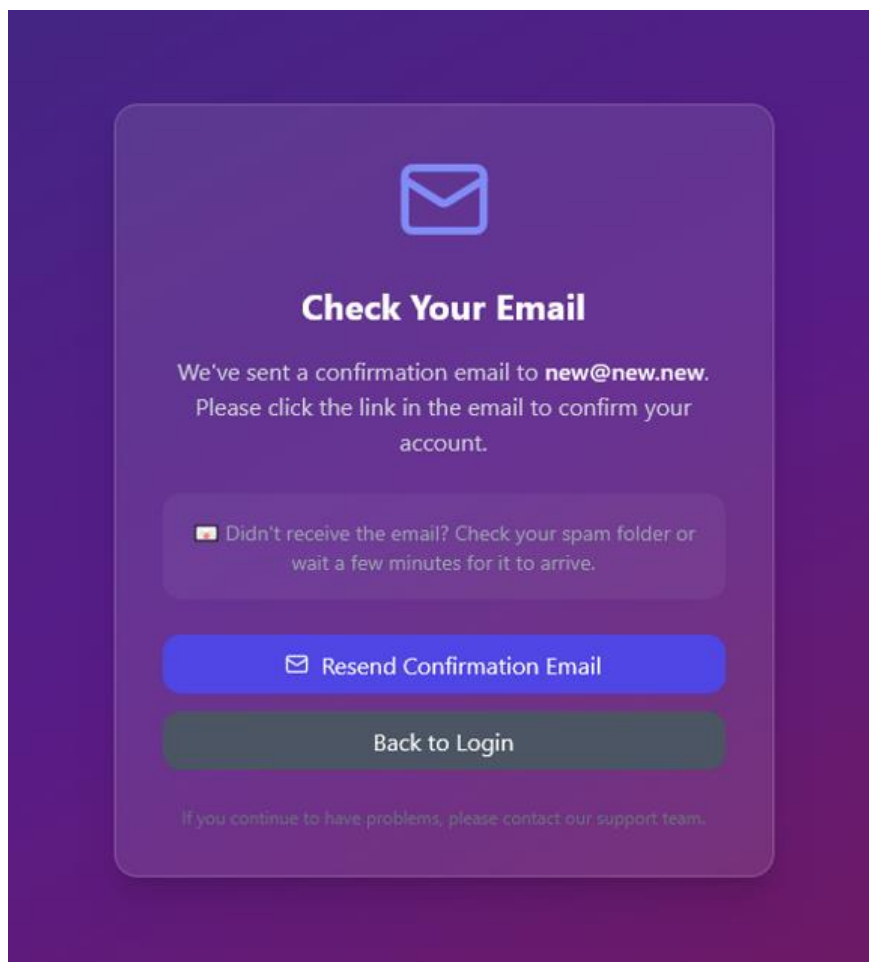 Check Your Email
We've sent a confirmation email to new@new.new.
Please click the link in the email to confirm your
account.
Didn't receive the email? Check your spam folder or
wait a few minutes for it to arrive.
Resend Confirmation Email
Back to Login
If you continue to have problems, please contact our support team.